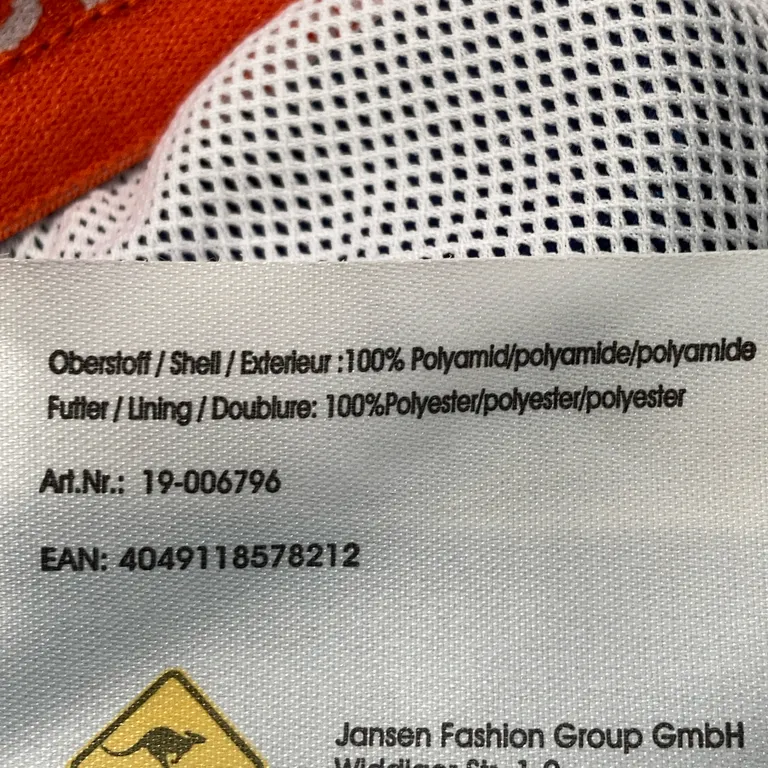 Oberstoff / Shell / Exterieur :100% Polyamid/polyamide/polyamide
Futter / Lining / Doublure: 100%Polyester/polyester/polyester
Art.Nr.: 19-006796
EAN: 4049118578212
Jansen Fashion Group GmbH